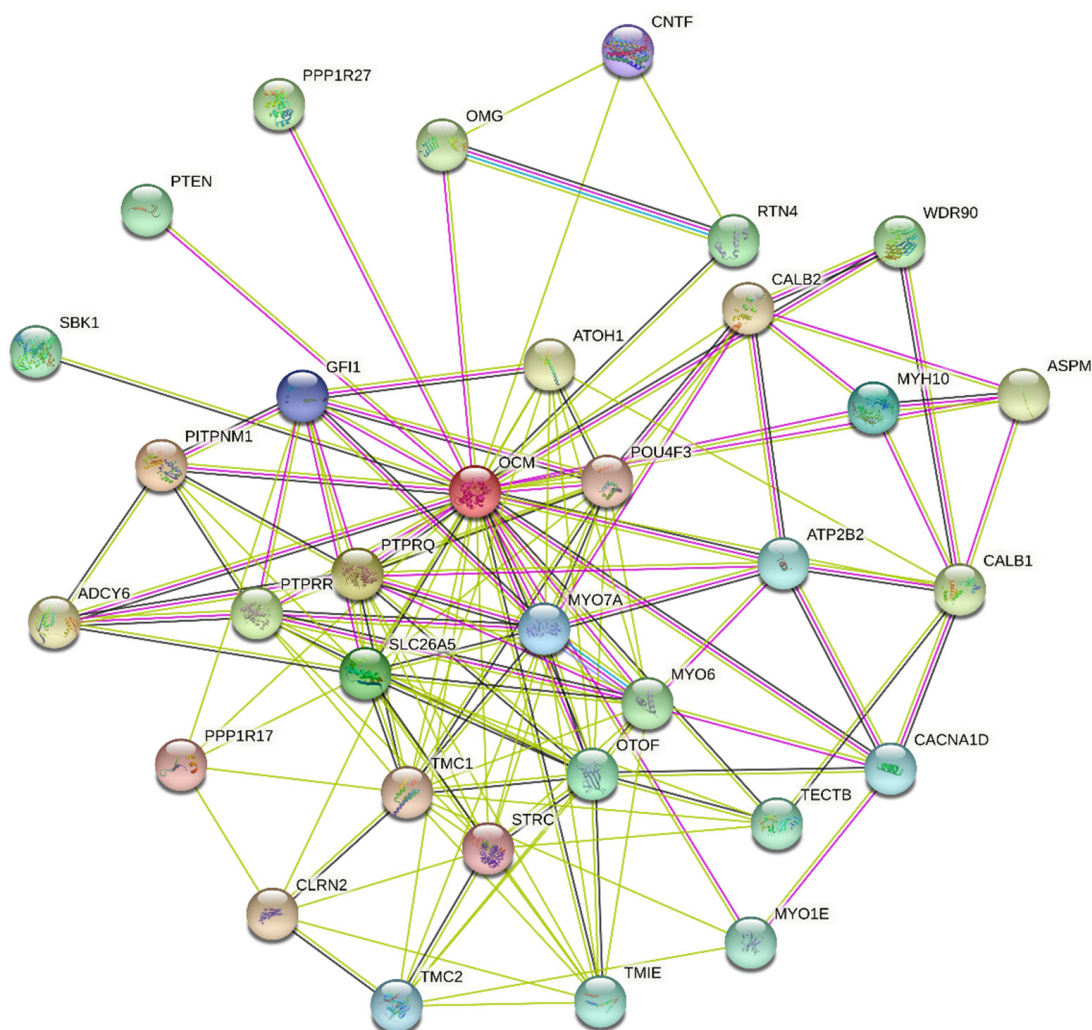 CNTF
PPP1R27
OMG
PTEN
RTN4
WDR90
CALB2
SBK1
ATOH1
GFI1
ASPM
MYH10
PITPNM1
OCM
POU4F3
PTPRQ
ATP2B2
CALB1
ADCY6
PTPRR
MYO7A
SLC26A5
MYO6
PPP1R17
OTOF
CACNA1D
TMC1
TECTB
STRC
CLRN2
MYO1E
TMC2
TMIE